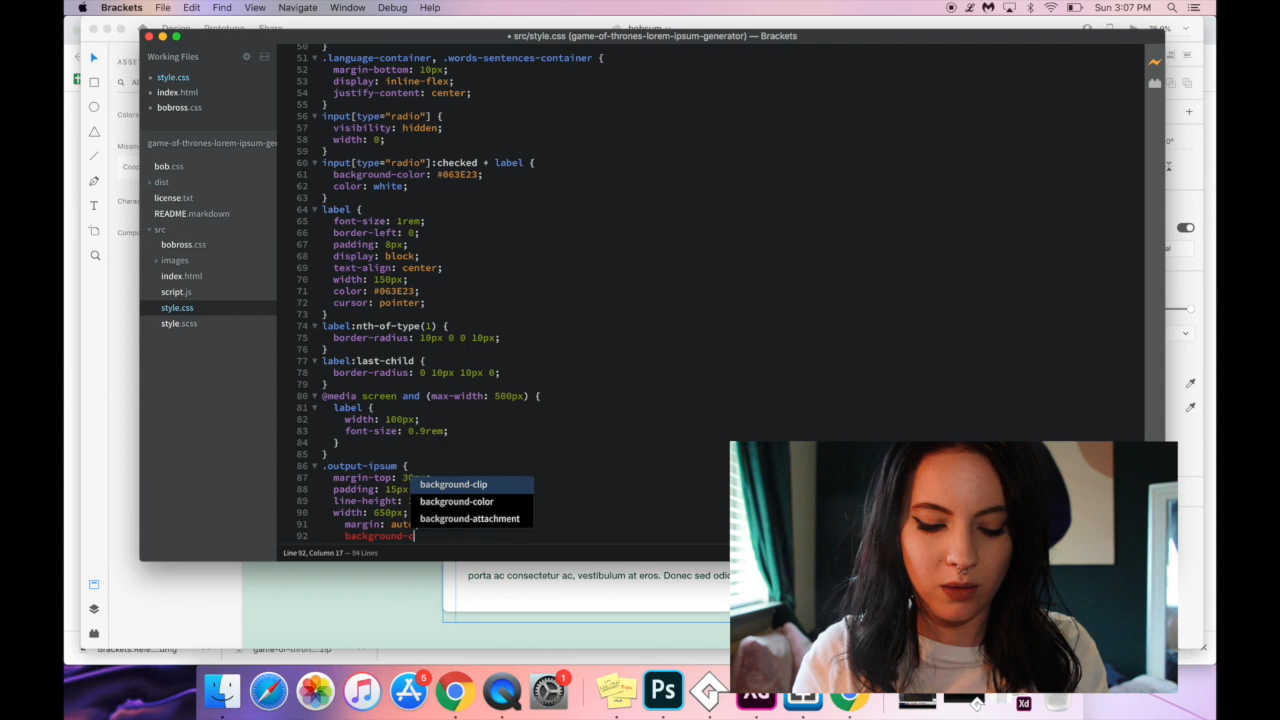 Brackets File Edit Find View Navigate Window Debug Help
Sun 3:07 PM
src/style.css (game-of-thrones-lorem-ipsum-generator) — Brackets
Working Files
style.css
index.html
bobross.css
game-of-thrones-lorem-ipsum-gen
bob.css
dist
license.txt
README.markdown
src
bobross.css
images
index.html
script.js
style.css
style.scss
50 }
51 .language-container, .words-sentences-container {
52 margin-bottom: 10px;
53 display: inline-flex;
54 justify-content: center;
55 }
56 input[type="radio"] {
57 visibility: hidden;
58 width: 0;
59 }
60 input[type="radio"]:checked + label {
61 background-color: #063E23;
62 color: white;
63 }
64 label {
65 font-size: 1rem;
66 border-left: 0;
67 padding: 8px;
68 display: block;
69 text-align: center;
70 width: 150px;
71 color: #063E23;
72 cursor: pointer;
73 }
74 label:nth-of-type(1) {
75 border-radius: 10px 0 0 10px;
76 }
77 label:last-child {
78 border-radius: 0 10px 10px 0;
79 }
80 @media screen and (max-width: 500px) {
81 label {
82 width: 100px;
83 font-size: 0.9rem;
84 }
85 }
86 .output-ipsum {
87 margin-top: 30px;
88 padding: 15px
89 line-height:
90 width: 650px;
91 margin: auto
92 background-c
background-clip
background-color
background-attachment
Line 92, Column 17 — 94 Lines
porta ac consectetur ac, vestibulum at eros. Donec sed odio
6
1
Ps
Xd